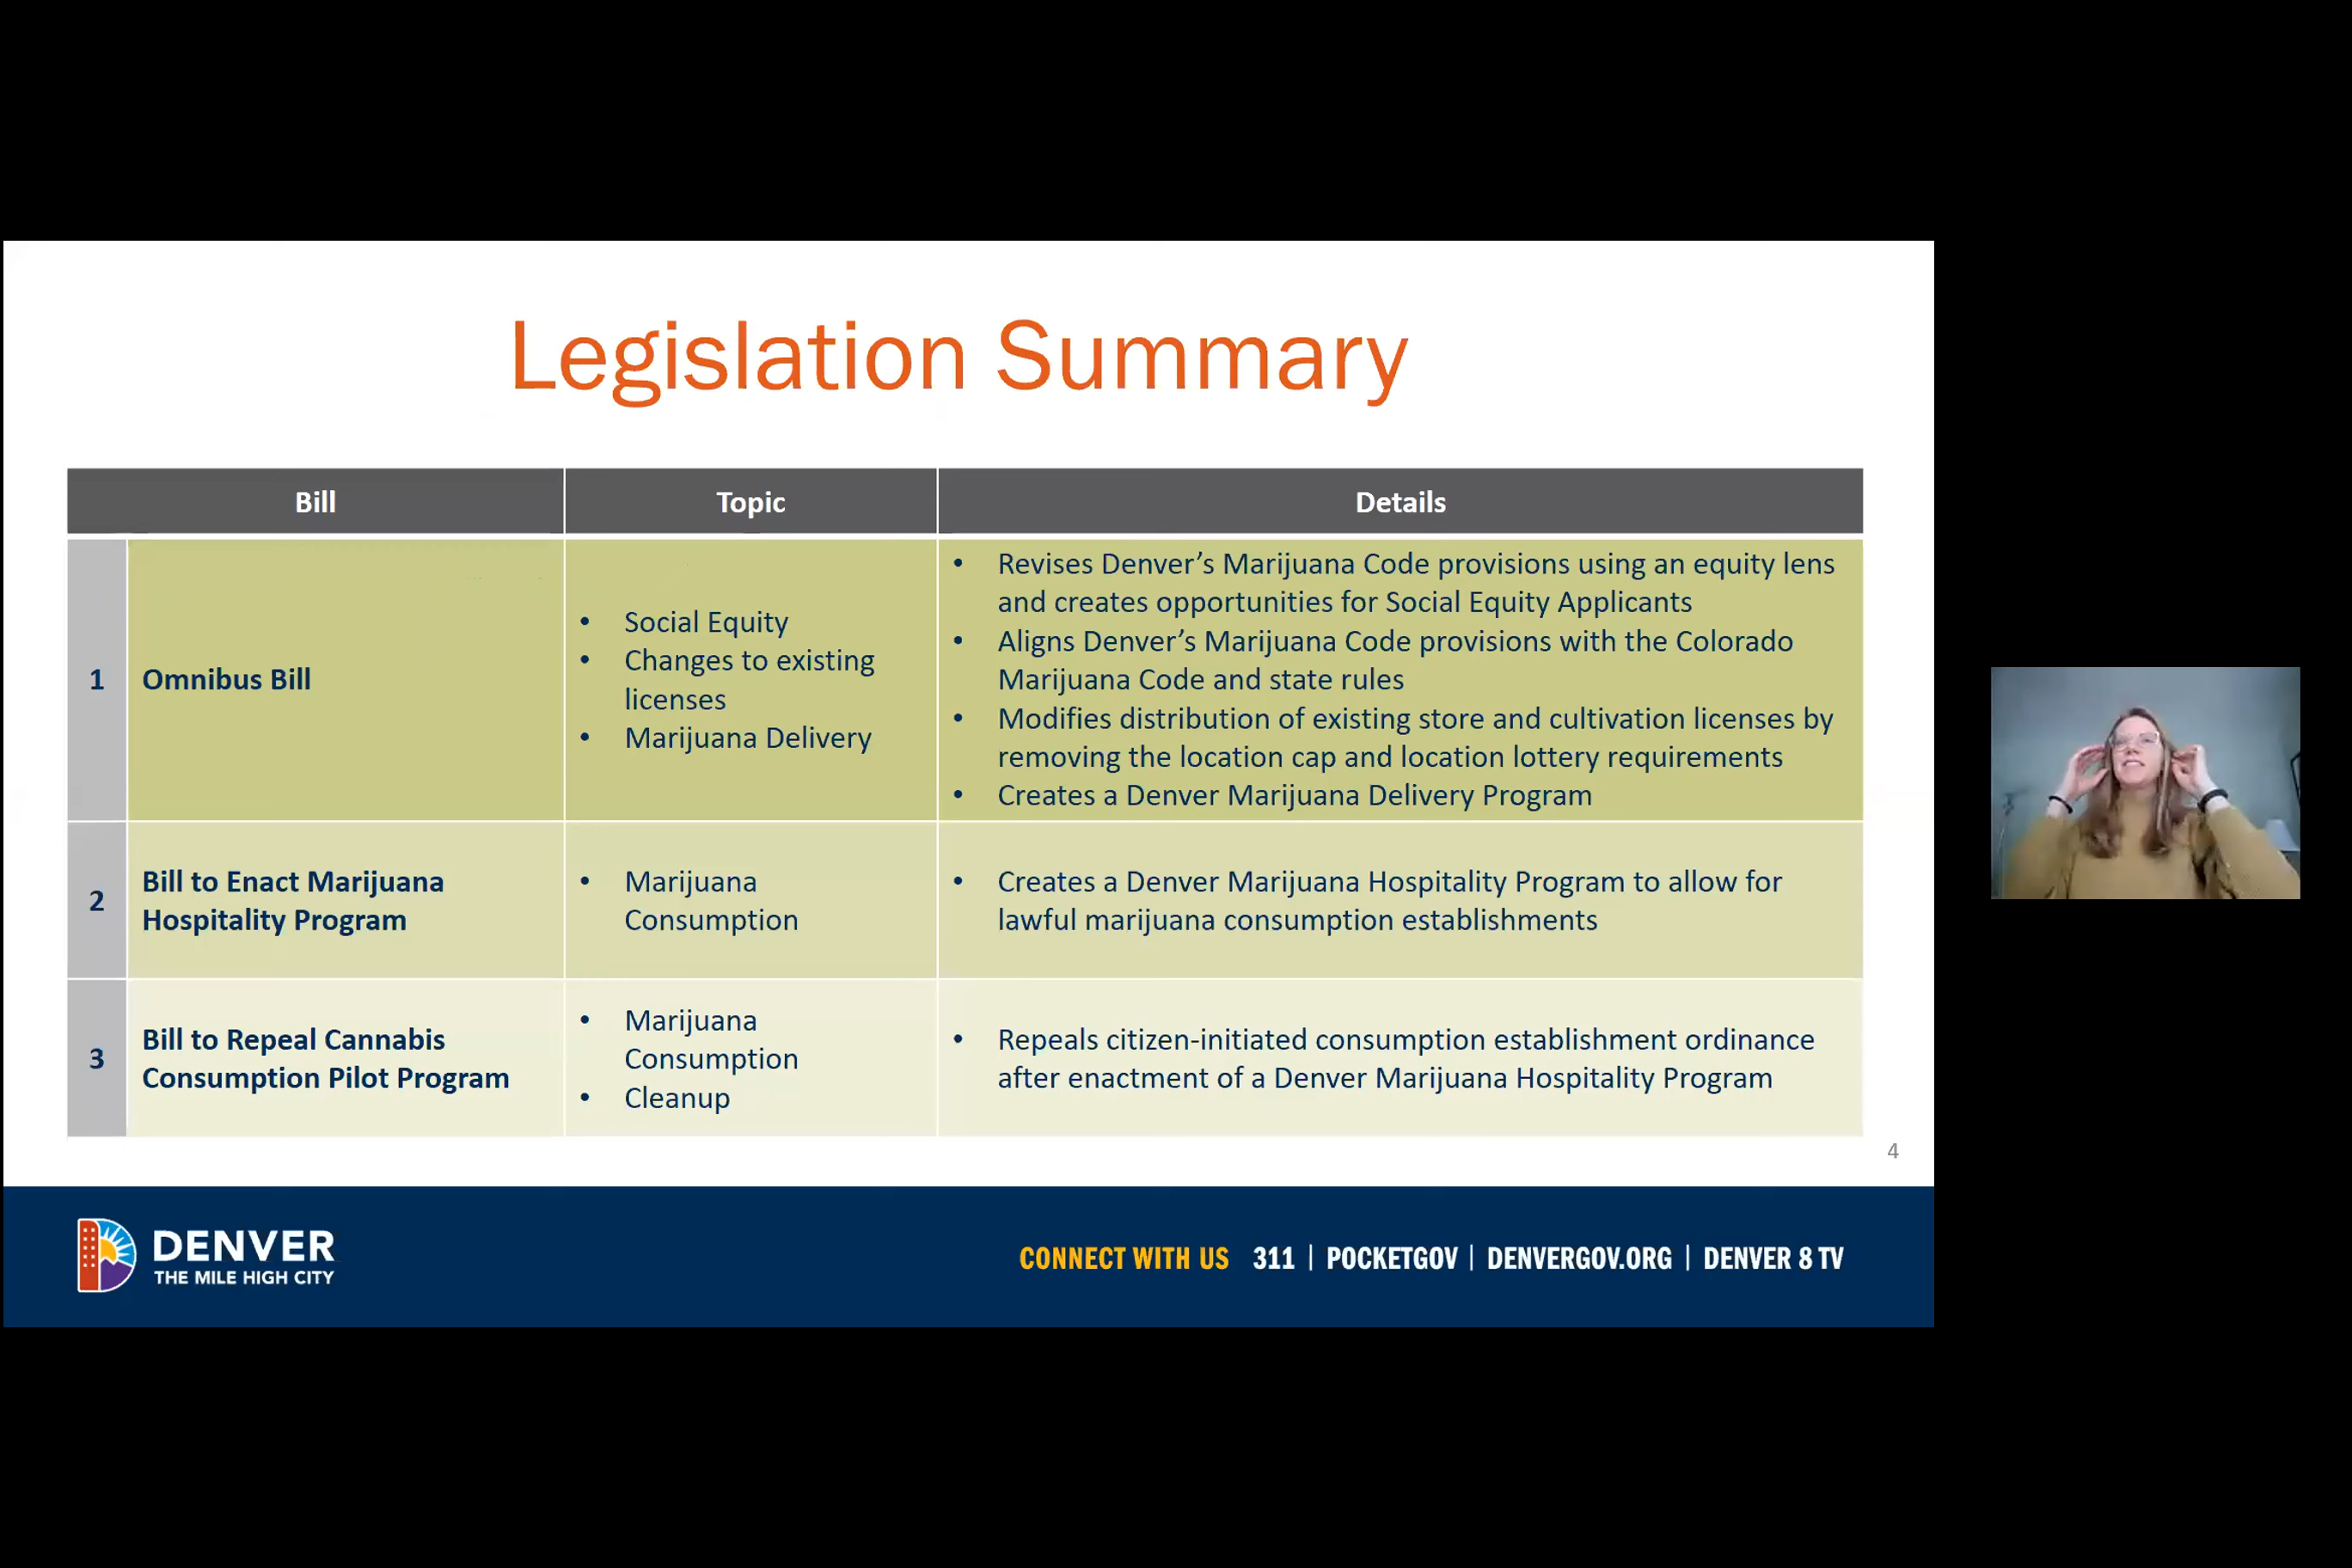 Legislation Summary
Bill
Topic
Details
1
Omnibus Bill
• Social Equity
• Changes to existing
licenses
• Marijuana Delivery
• Revises Denver’s Marijuana Code provisions using an equity lens
and creates opportunities for Social Equity Applicants
• Aligns Denver’s Marijuana Code provisions with the Colorado
Marijuana Code and state rules
• Modifies distribution of existing store and cultivation licenses by
removing the location cap and location lottery requirements
• Creates a Denver Marijuana Delivery Program
2
Bill to Enact Marijuana
Hospitality Program
• Marijuana
Consumption
• Creates a Denver Marijuana Hospitality Program to allow for
lawful marijuana consumption establishments
3
Bill to Repeal Cannabis
Consumption Pilot Program
• Marijuana
Consumption
• Cleanup
• Repeals citizen-initiated consumption establishment ordinance
after enactment of a Denver Marijuana Hospitality Program
4
DENVER
THE MILE HIGH CITY
CONNECT WITH US 311 | POCKETGOV | DENVERGOV.ORG | DENVER 8 TV